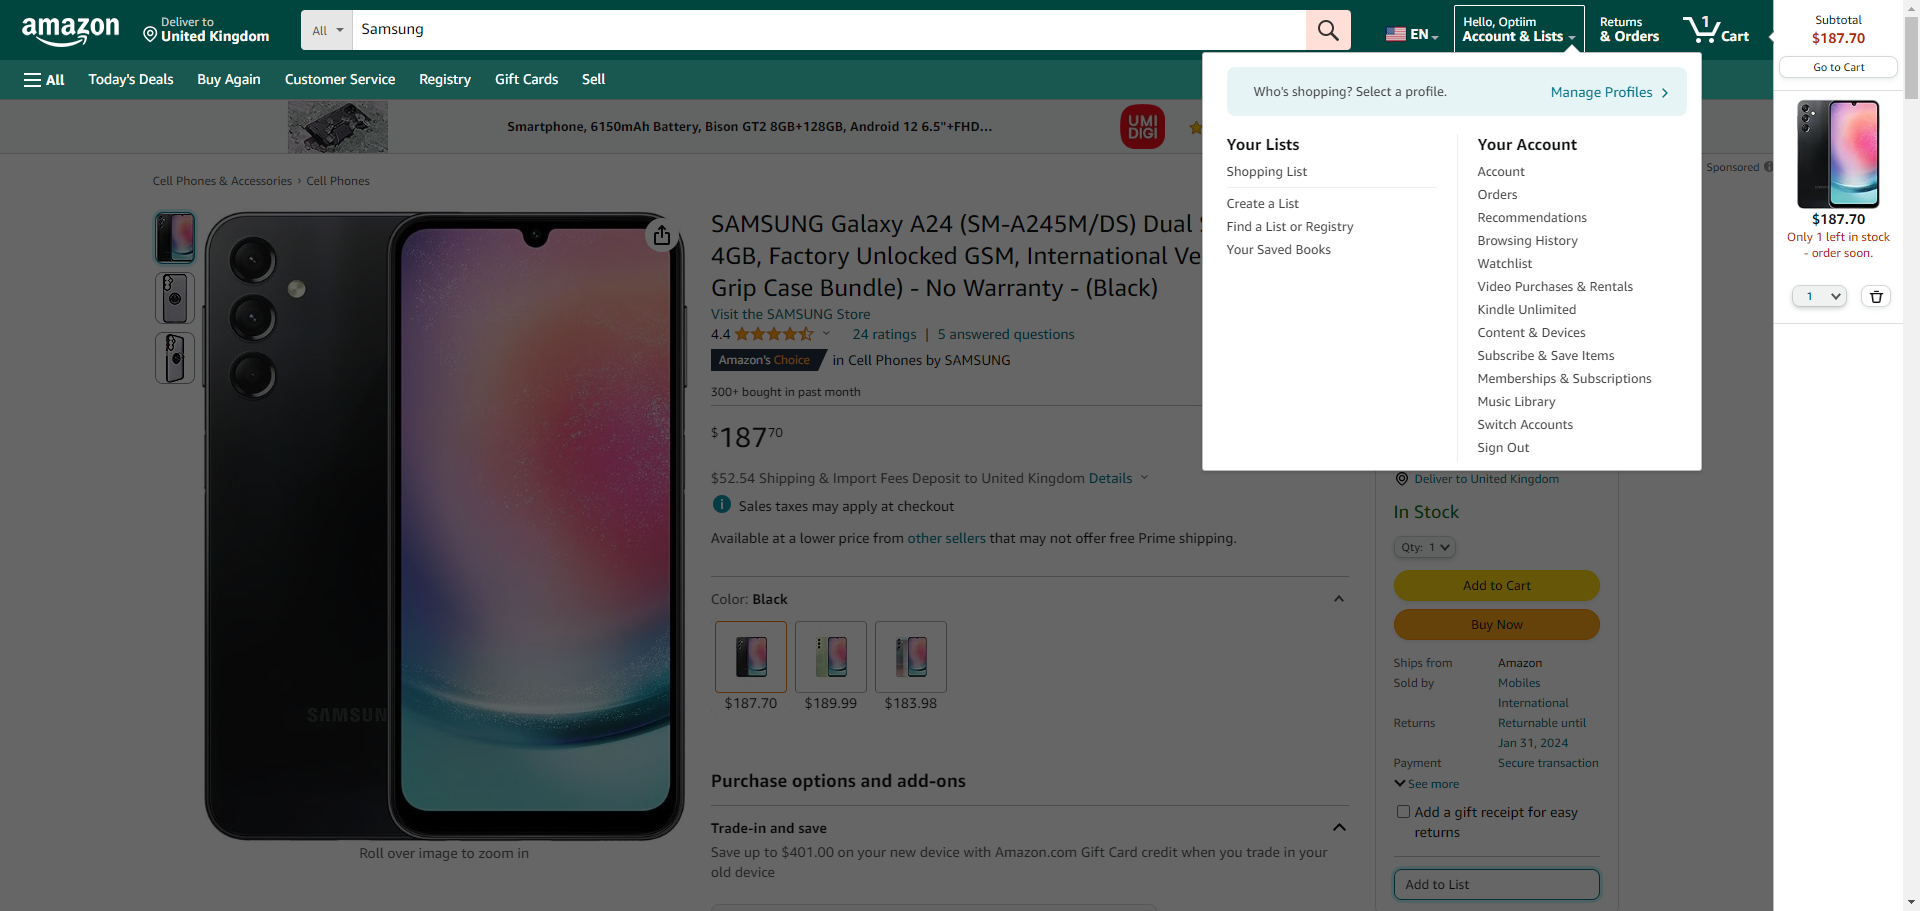 amazon
Deliver to
United Kingdom
All
Samsung
EN
Hello, Optiim
Account & Lists
Returns
& Orders
1
Cart
All
Today's Deals
Buy Again
Customer Service
Registry
Gift Cards
Sell
Smartphone, 6150mAh Battery, Bison GT2 8GB+128GB, Android 12 6.5"+FHD...
UMI
DIGI
Sponsored
Cell Phones & Accessories › Cell Phones
Who's shopping? Select a profile.
Manage Profiles
Your Lists
Shopping List
Create a List
Find a List or Registry
Your Saved Books
Your Account
Account
Orders
Recommendations
Browsing History
Watchlist
Video Purchases & Rentals
Kindle Unlimited
Content & Devices
Subscribe & Save Items
Memberships & Subscriptions
Music Library
Switch Accounts
Sign Out
SAMSUNG Galaxy A24 (SM-A245M/DS) Dual
4GB, Factory Unlocked GSM, International
Grip Case Bundle) - No Warranty - (Black)
Visit the SAMSUNG Store
4.4
24 ratings | 5 answered questions
Amazon's Choice in Cell Phones by SAMSUNG
300+ bought in past month
$187.70
$52.54 Shipping & Import Fees Deposit to United Kingdom Details
Sales taxes may apply at checkout
Available at a lower price from other sellers that may not offer free Prime shipping.
Color: Black
$187.70
$189.99
$183.98
Purchase options and add-ons
Trade-in and save
Save up to $401.00 on your new device with Amazon.com Gift Card credit when you trade in your
old device
SAMSUN
Roll over image to zoom in
Deliver to United Kingdom
In Stock
Qty: 1
Add to Cart
Buy Now
Ships from Amazon
Sold by Mobiles
International
Returns Returnable until
Jan 31, 2024
Payment Secure transaction
See more
Add a gift receipt for easy
returns
Add to List
Subtotal
$187.70
Go to Cart
$187.70
Only 1 left in stock
- order soon.
1